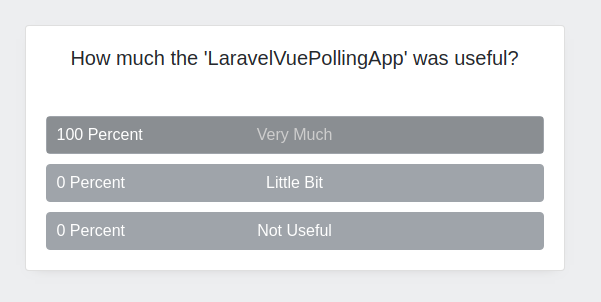 How much the 'LaravelVuePollingApp' was useful?
100 Percent Very Much
0 Percent Little Bit
0 Percent Not Useful